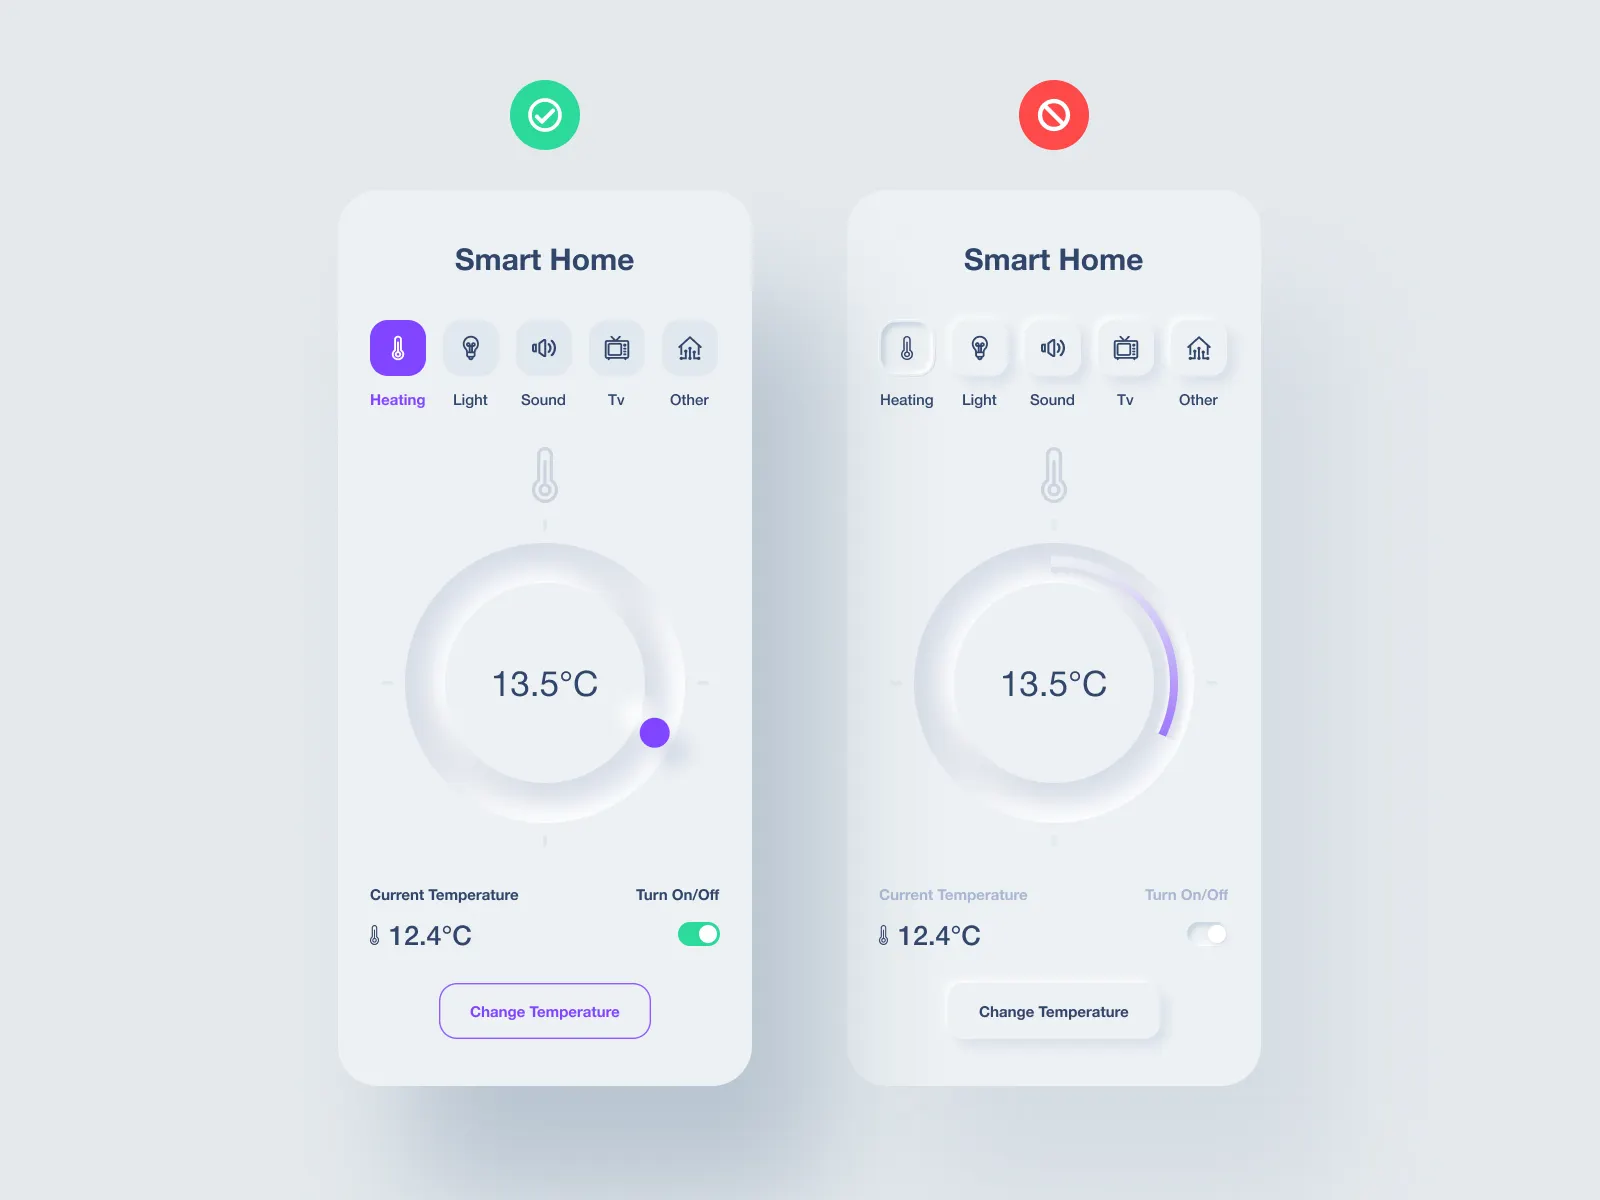 Smart Home
Heating Light Sound Tv Other
13.5°C
Current Temperature Turn On/Off
12.4°C
Change Temperature
Smart Home
Heating Light Sound Tv Other
13.5°C
Current Temperature Turn On/Off
12.4°C
Change Temperature